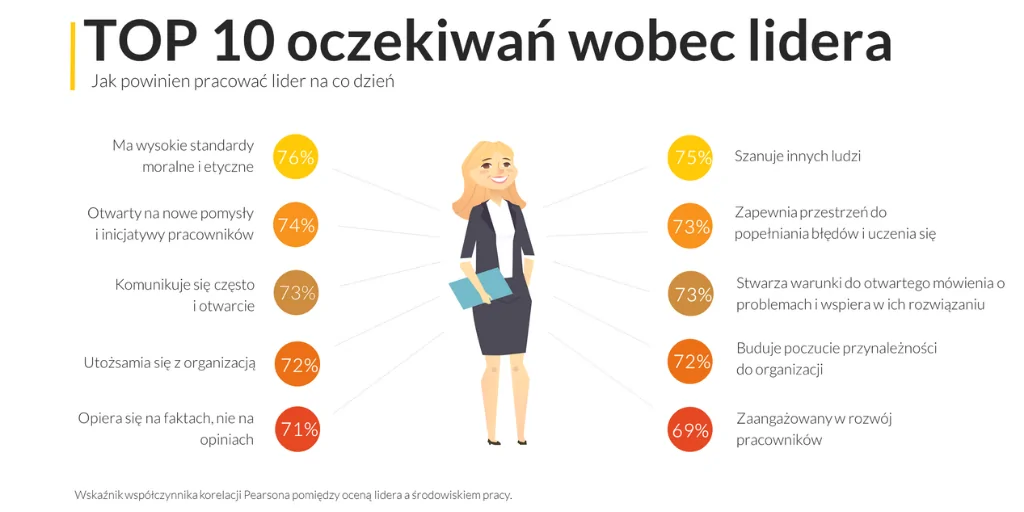 TOP 10 oczekiwań wobec lidera
Jak powinien pracować lider na co dzień
Ma wysokie standardy
moralne i etyczne
76%
75%
Szanuje innych ludzi
Otwarty na nowe pomysły
i inicjatywy pracowników
74%
73%
Zapewnia przestrzeń do
popełniania błędów i uczenia się
Komunikuje się często
i otwarcie
73%
73%
Stwarza warunki do otwartego mówienia o
problemach i wspiera w ich rozwiązaniu
Utożsamia się z organizacją
72%
72%
Buduje poczucie przynależności
do organizacji
Opiera się na faktach, nie na
opiniach
71%
69%
Zaangażowany w rozwój
pracowników
Wskaźnik współczynnika korelacji Pearsona pomiędzy oceną lidera a środowiskiem pracy.